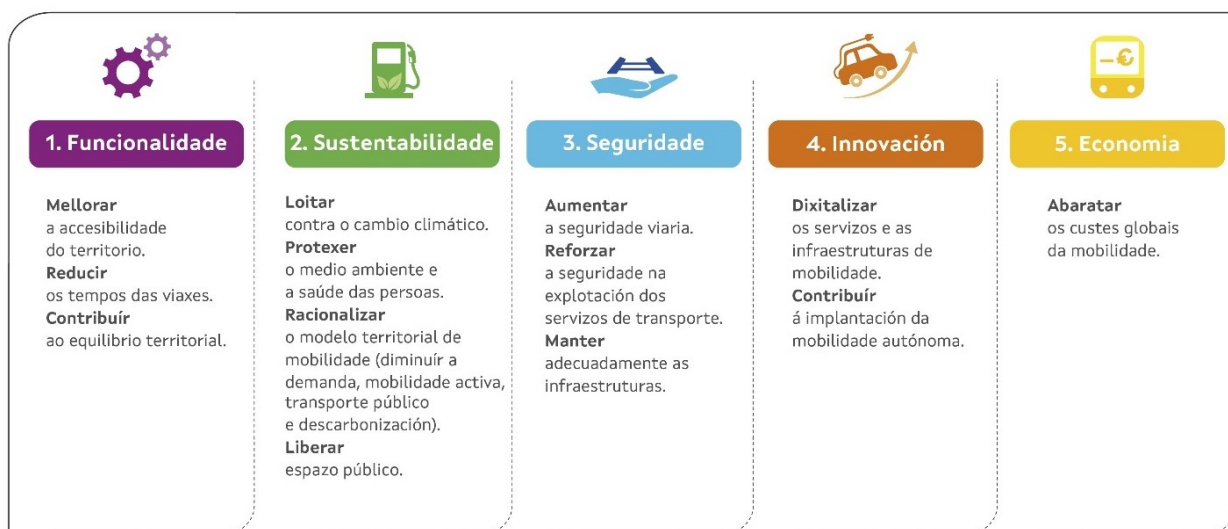 1. Funcionalidade
Mellorar
a accesibilidade
do territorio.
Reducir
os tempos das viaxes.
Contribuír
ao equilibrio territorial.
2. Sustentabilidade
Loitar
contra o cambio climático.
Protexer
o medio ambiente e
a saúde das persoas.
Racionalizar
o modelo territorial de
mobilidade (diminuír a
demanda, mobilidade activa,
transporte público
e descarbonización).
Liberar
espazo público.
3. Seguridade
Aumentar
a seguridade viaria.
Reforzar
a seguridade na
explotación dos
servizos de transporte.
Manter
adecuadamente as
infraestruturas.
4. Innovación
Dixitalizar
os servizos e as
infraestruturas de
mobilidade.
Contribuír
á implantación da
mobilidade autónoma.
–€
5. Economia
Abaratar
os custes globais
da mobilidade.